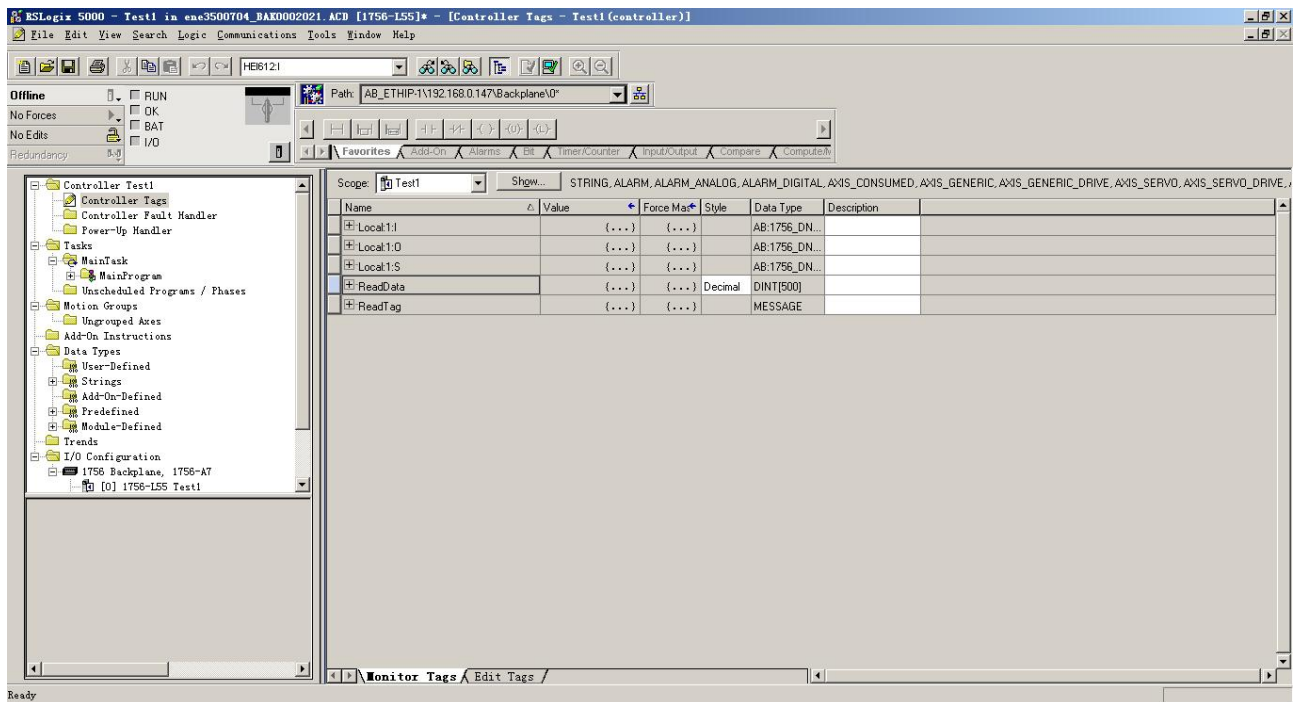 RSLogix 5000 - Test1 in ene3500704_BAK0002021.ACD [1756-L55]* - [Controller Tags - Test1(controller)]
File Edit View Search Logic Communications Tools Window Help
HEI612:I
Offline RUN
No Forces OK
No Edits BAT
Redundancy I/O
Path: AB_ETHIP-1\192.168.0.147\Backplane\0*
Favorites Add-On Alarms Bit Timer/Counter Input/Output Compare
Controller Test1
Controller Tags
Controller Fault Handler
Power-Up Handler
Tasks
MainTask
MainProgram
Unscheduled Programs / Phases
Motion Groups
Ungrouped Axes
Add-On Instructions
Data Types
User-Defined
Strings
Add-On-Defined
Predefined
Module-Defined
Trends
I/O Configuration
1756 Backplane, 1756-A7
[0] 1756-L55 Test1
Scope: Test1 Show... STRING, ALARM, ALARM_ANALOG, ALARM_DIGITAL, AXIS_CONSUMED, AXIS_GENERIC, AXIS_GENERIC_DRIVE, AXIS_SERVO, AXIS_SERVO_DRIVE,
Name Value Force Mas Style Data Type Description
Local:1:I {...} {...} AB:1756_DN...
Local:1:O {...} {...} AB:1756_DN...
Local:1:S {...} {...} AB:1756_DN...
ReadData {...} {...} Decimal DINT[500]
ReadTag {...} {...} MESSAGE
Monitor Tags Edit Tags
Ready